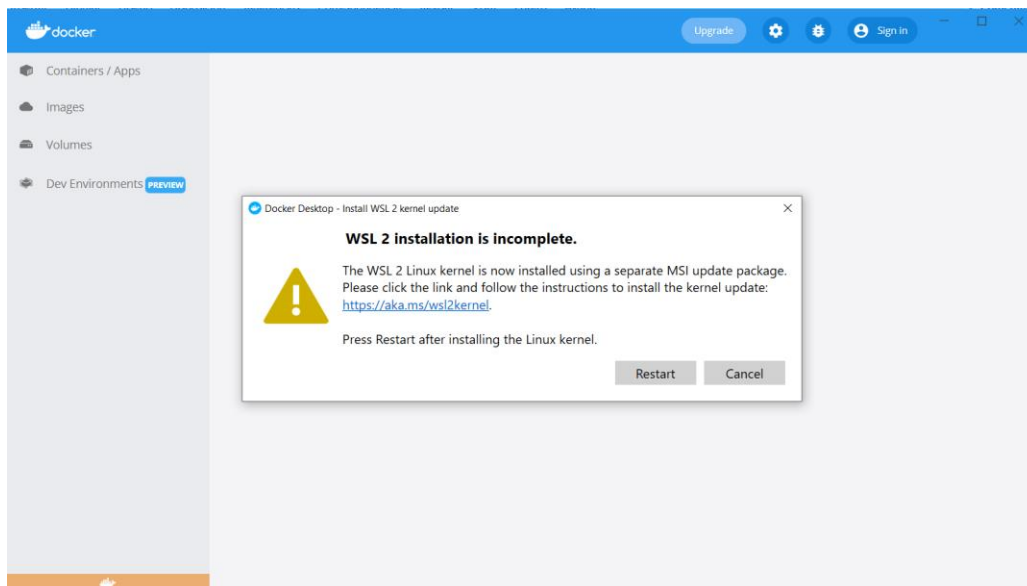 docker
Upgrade
Sign in
Containers / Apps
Images
Volumes
Dev Environments PREVIEW
Docker Desktop - Install WSL 2 kernel update
WSL 2 installation is incomplete.
The WSL 2 Linux kernel is now installed using a separate MSI update package.
Please click the link and follow the instructions to install the kernel update:
https://aka.ms/wsl2kernel.
Press Restart after installing the Linux kernel.
Restart
Cancel